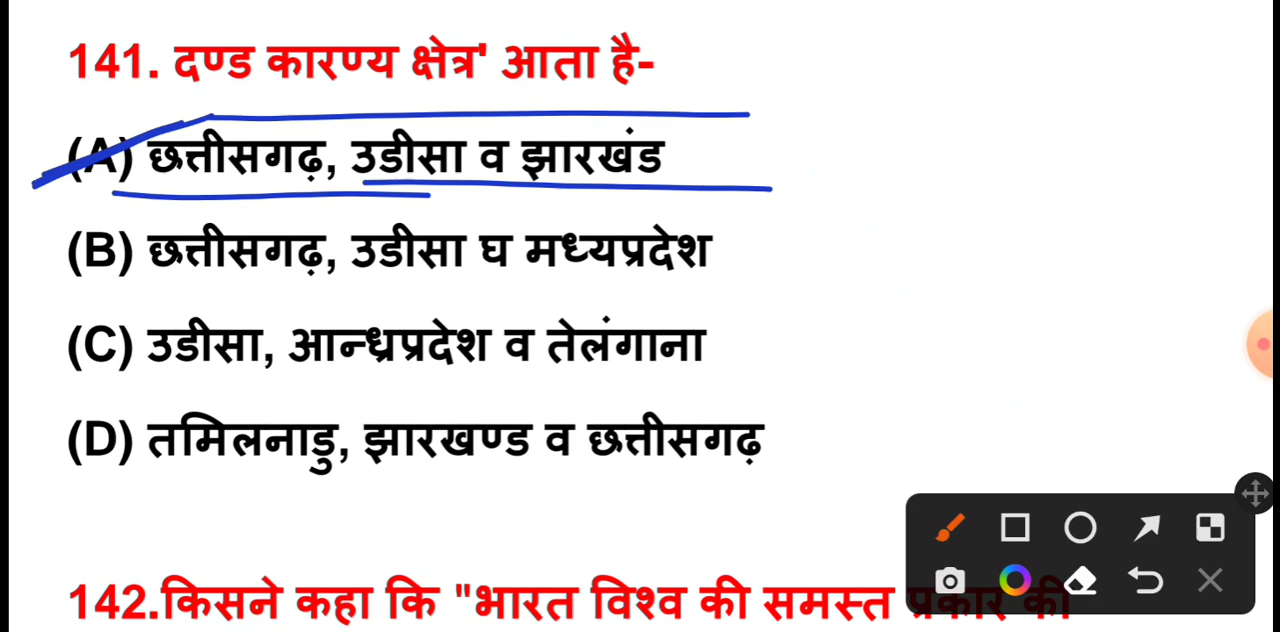 141. दण्ड कारण्य क्षेत्र' आता है-
(A) छत्तीसगढ़, उडीसा व झारखंड
(B) छत्तीसगढ़, उडीसा घ मध्यप्रदेश
(C) उडीसा, आन्ध्रप्रदेश व तेलंगाना
(D) तमिलनाडु, झारखण्ड व छत्तीसगढ़
142.किसने कहा कि "भारत विश्व की समस्त प्रकार की